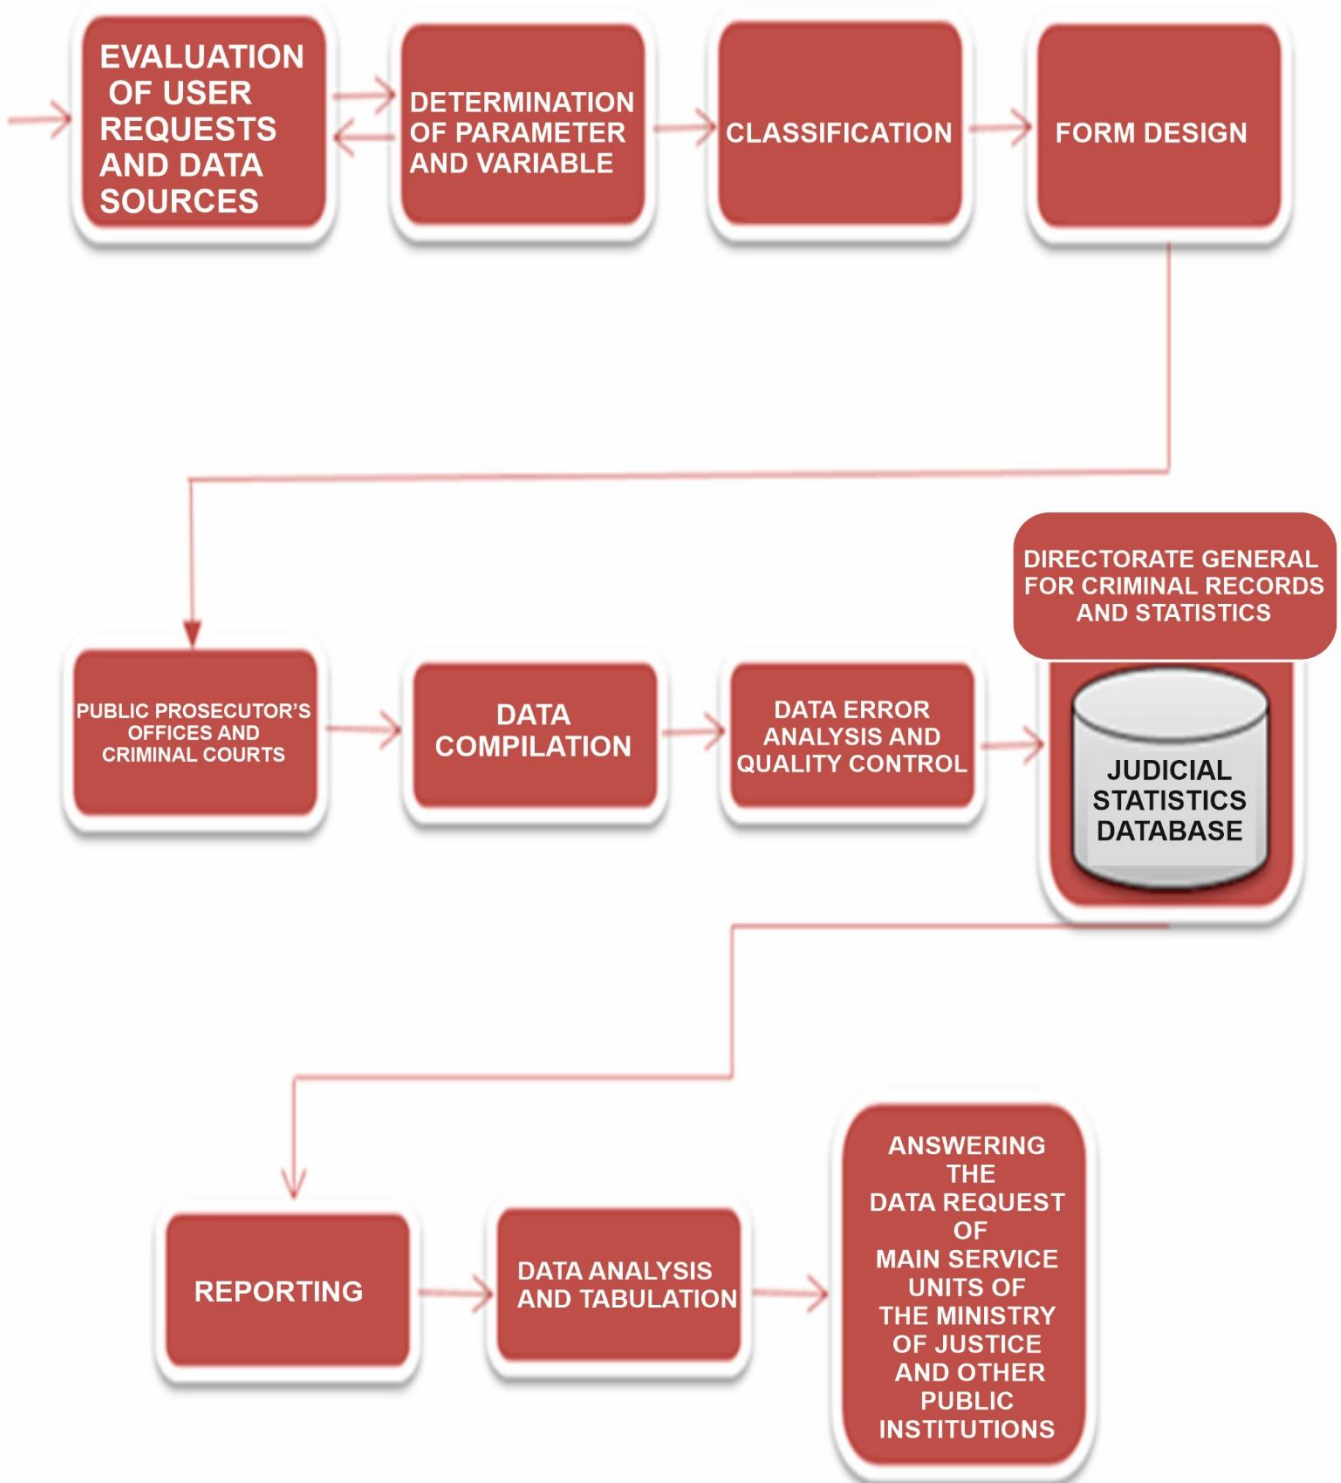 EVALUATION
OF USER
REQUESTS
AND DATA
SOURCES
DETERMINATION
OF PARAMETER
AND VARIABLE
CLASSIFICATION
FORM DESIGN
PUBLIC PROSECUTOR'S
OFFICES AND
CRIMINAL COURTS
DATA
COMPILATION
DATA ERROR
ANALYSIS AND
QUALITY CONTROL
DIRECTORATE GENERAL
FOR CRIMINAL RECORDS
AND STATISTICS
JUDICIAL
STATISTICS
DATABASE
REPORTING
DATA ANALYSIS
AND TABULATION
ANSWERING
THE
DATA REQUEST
OF
MAIN SERVICE
UNITS OF
THE MINISTRY
OF JUSTICE
AND OTHER
PUBLIC
INSTITUTIONS